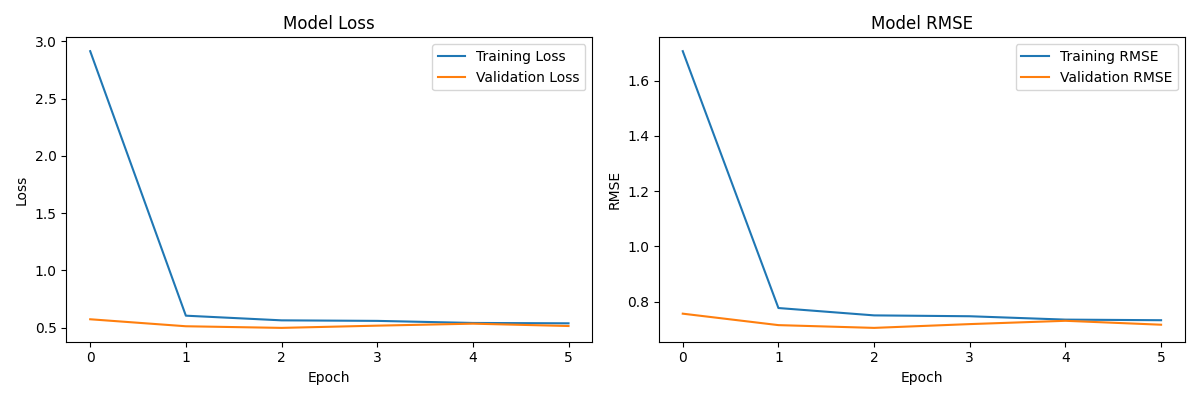 Model Loss
3.0
2.5
2.0
1.5
1.0
0.5
Loss
Training Loss
Validation Loss
0 1 2 3 4 5
Epoch
Model RMSE
1.6
1.4
1.2
1.0
0.8
RMSE
Training RMSE
Validation RMSE
0 1 2 3 4 5
Epoch